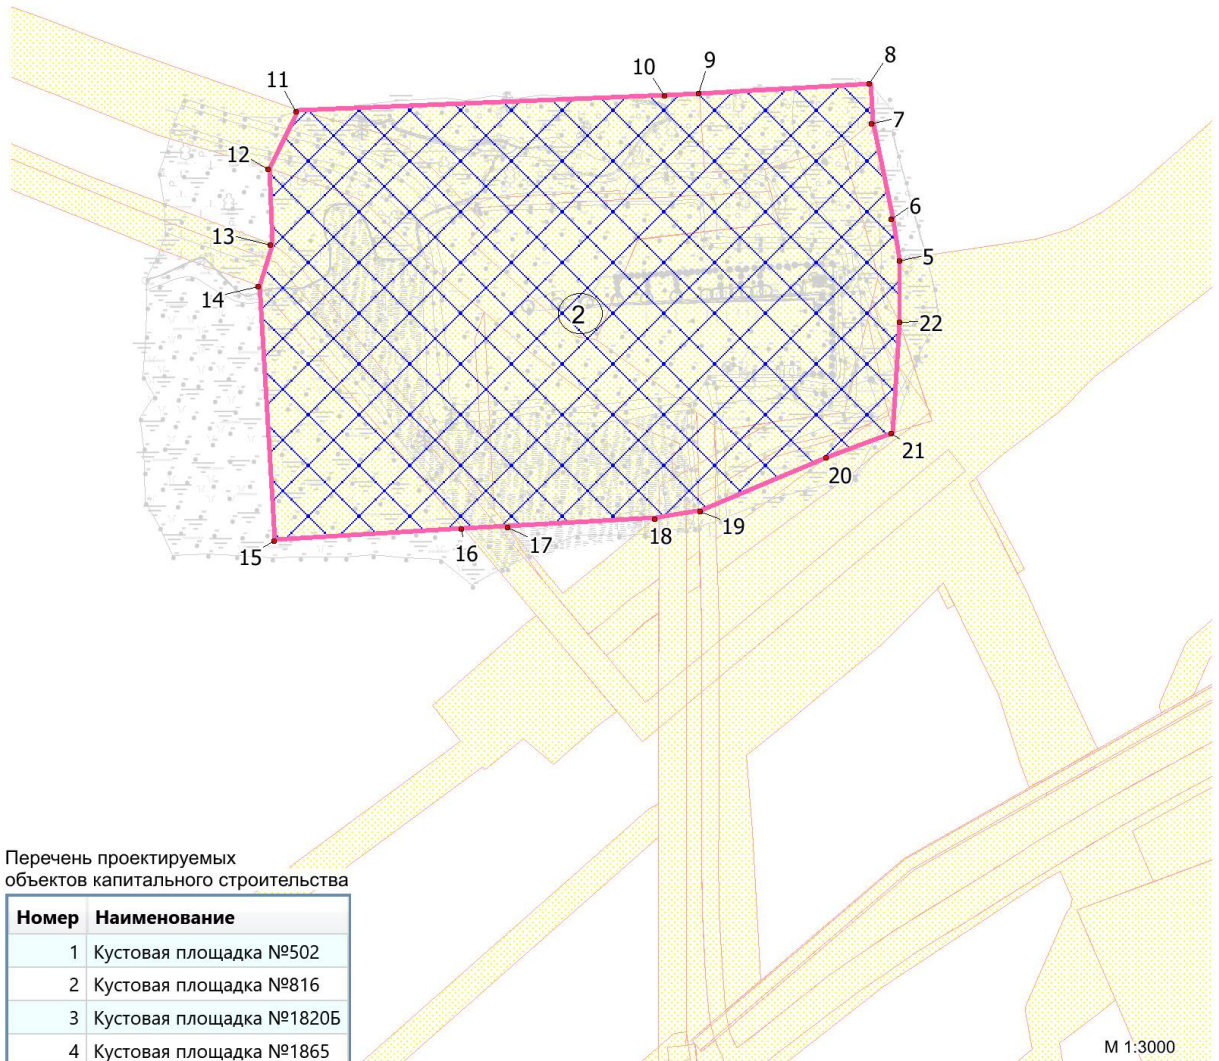 8
9
10
11
7
12
6
13
5
14
2
22
21
20
19
18
17
16
15
Перечень проектируемых
объектов капитального строительства
Номер Наименование
1 Кустовая площадка №502
2 Кустовая площадка №816
3 Кустовая площадка №1820Б
4 Кустовая площадка №1865
М 1:3000